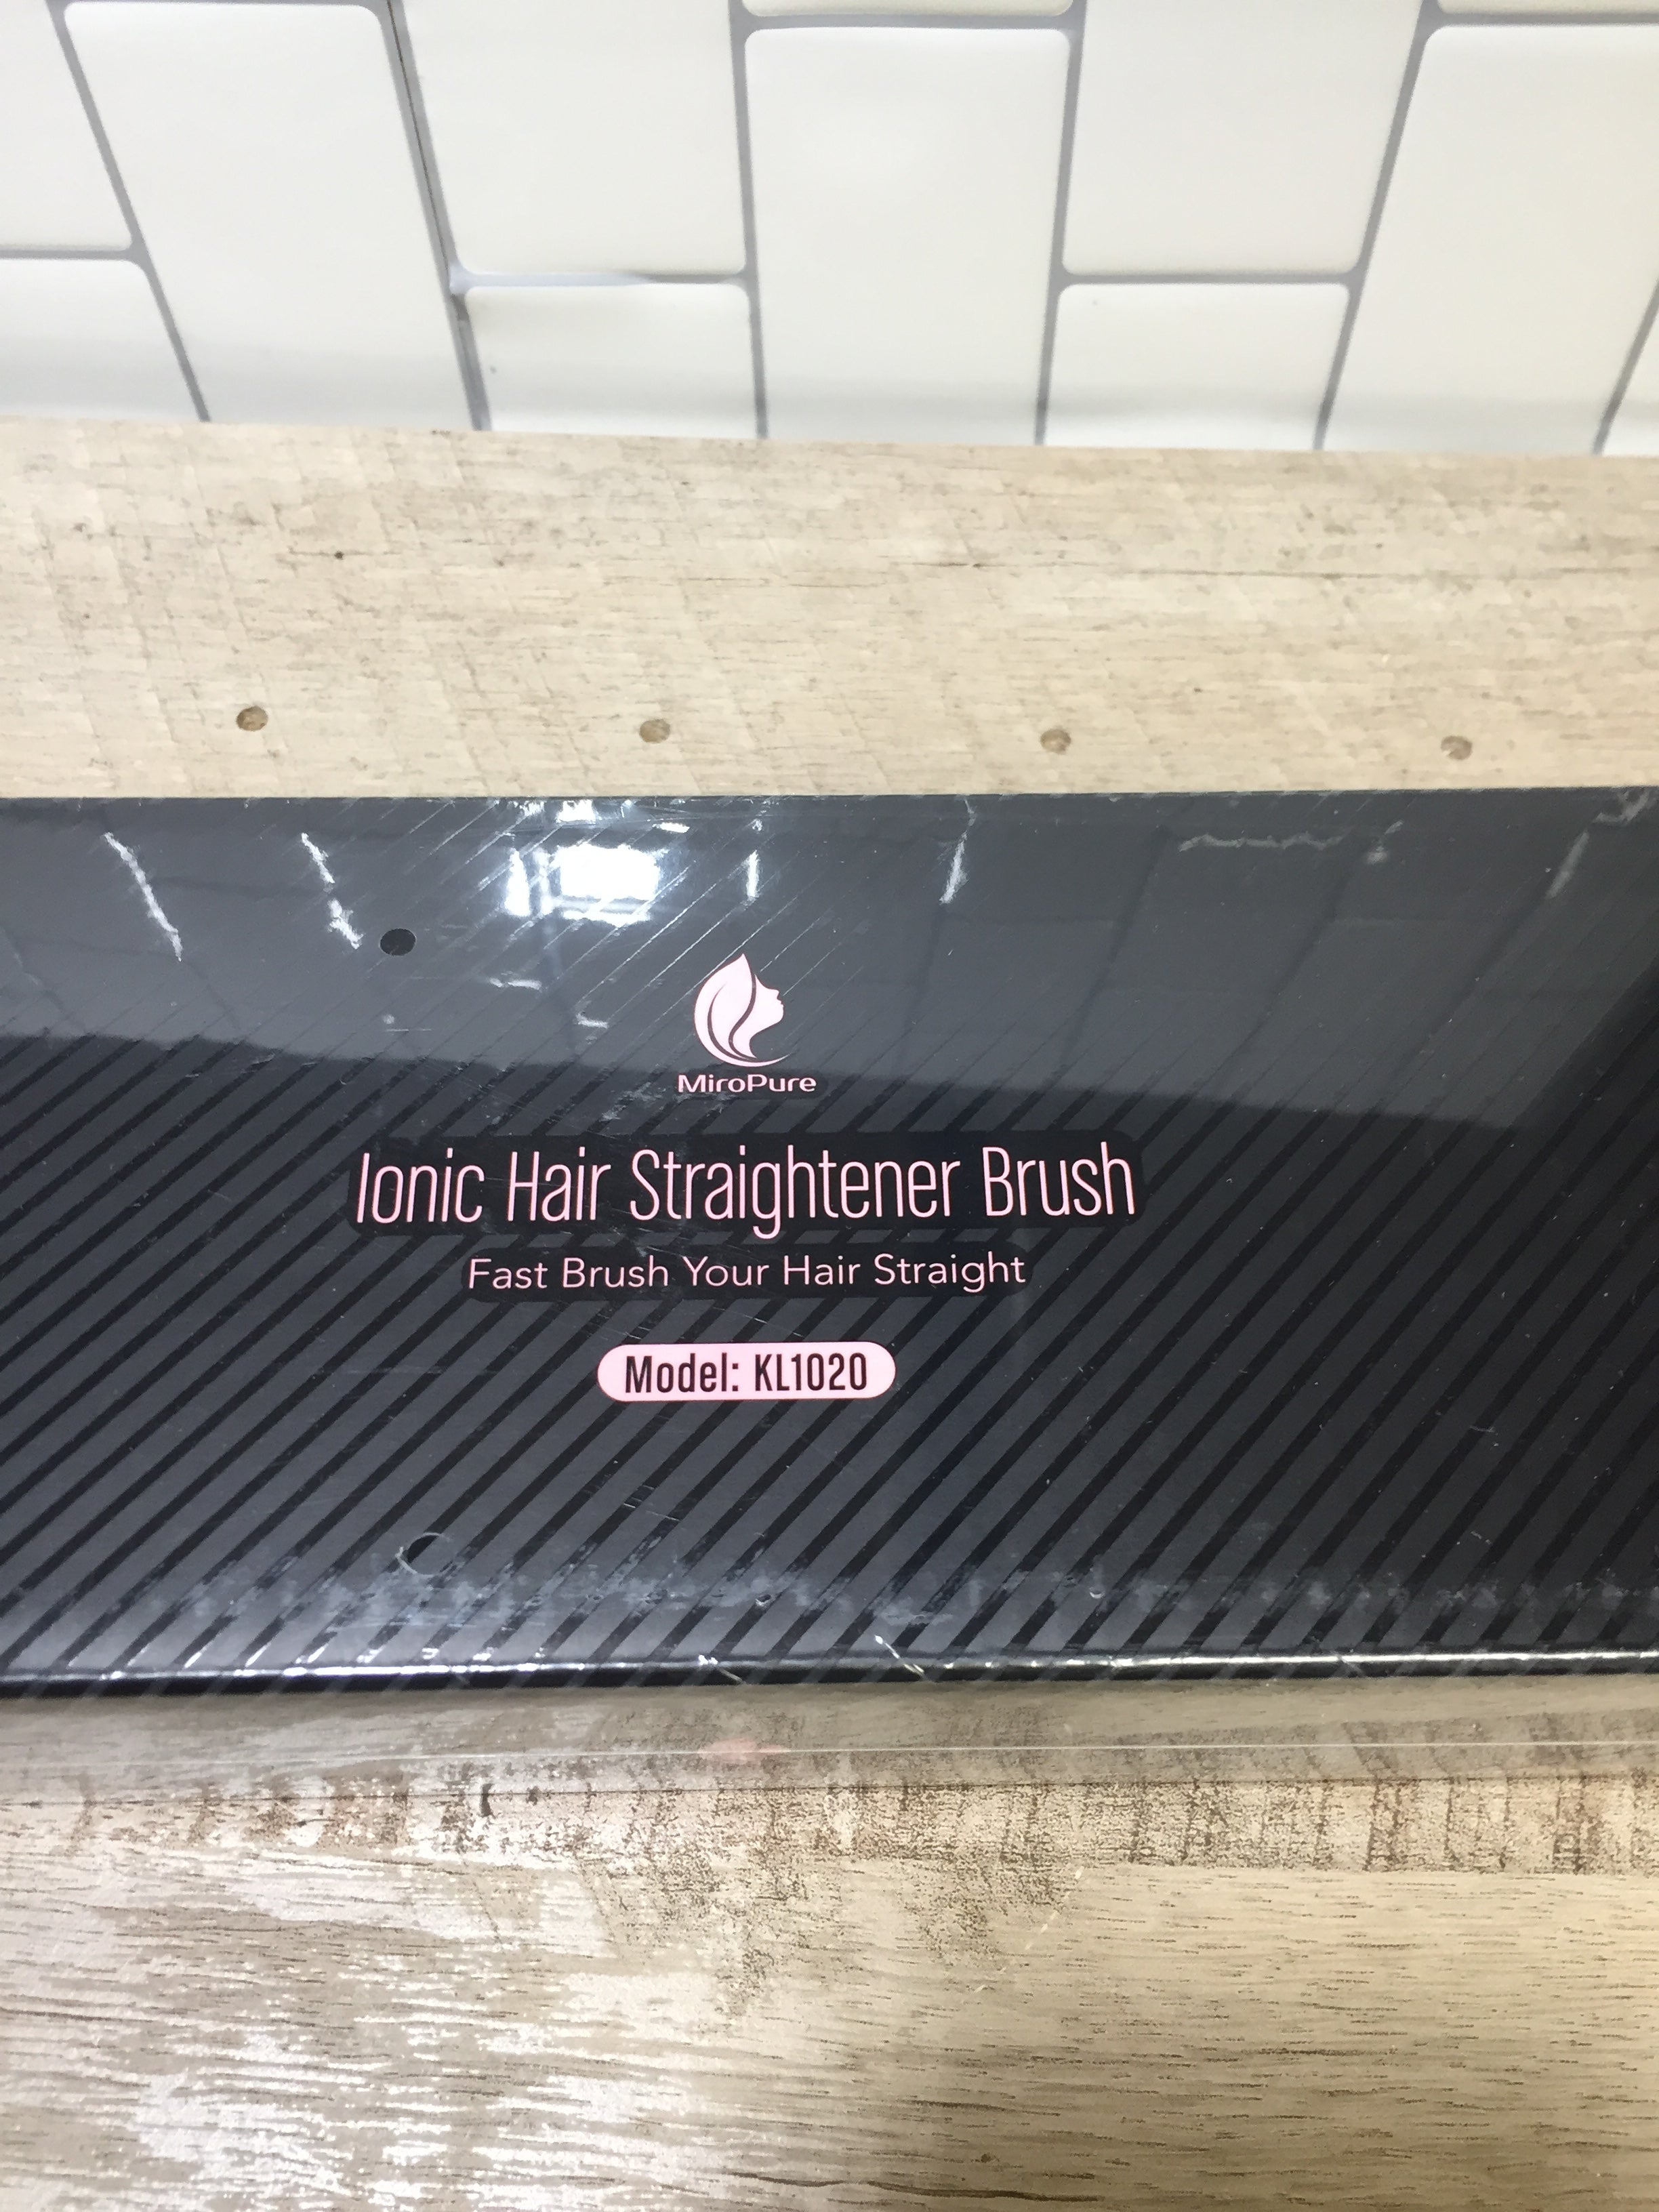 MiroPure
Ionic Hair Straightener Brush
Fast Brush Your Hair Straight
Model: KL1020